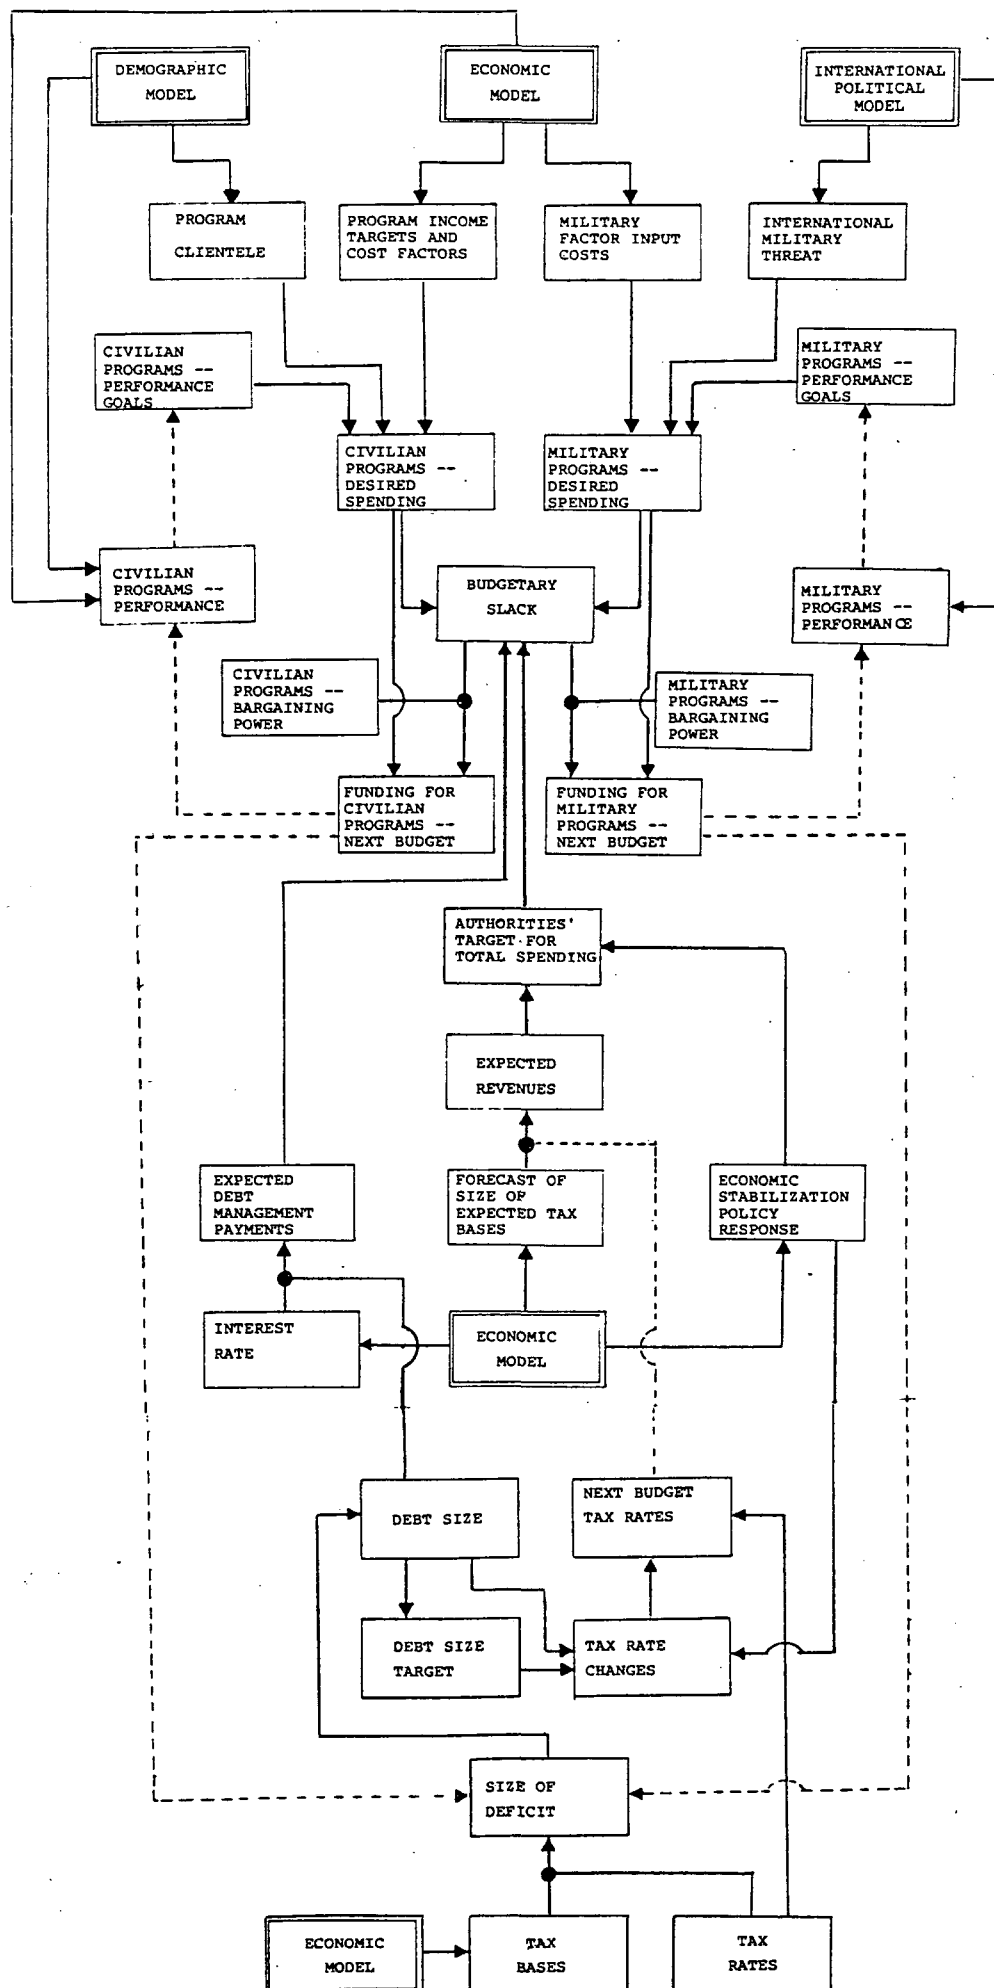 DEMOGRAPHIC
MODEL
ECONOMIC
MODEL
INTERNATIONAL
POLITICAL
MODEL
PROGRAM
CLIENTELE
PROGRAM INCOME
TARGETS AND
COST FACTORS
MILITARY
FACTOR INPUT
COSTS
INTERNATIONAL
MILITARY
THREAT
CIVILIAN
PROGRAMS --
PERFORMANCE
GOALS
MILITARY
PROGRAMS --
PERFORMANCE
GOALS
CIVILIAN
PROGRAMS --
DESIRED
SPENDING
MILITARY
PROGRAMS --
DESIRED
SPENDING
CIVILIAN
PROGRAMS --
PERFORMANCE
BUDGETARY
SLACK
MILITARY
PROGRAMS --
PERFORMANCE
CIVILIAN
PROGRAMS --
BARGAINING
POWER
MILITARY
PROGRAMS --
BARGAINING
POWER
FUNDING FOR
CIVILIAN
PROGRAMS --
NEXT BUDGET
FUNDING FOR
MILITARY
PROGRAMS --
NEXT BUDGET
AUTHORITIES'
TARGET FOR
TOTAL SPENDING
EXPECTED
REVENUES
EXPECTED
DEBT
MANAGEMENT
PAYMENTS
FORECAST OF
SIZE OF
EXPECTED TAX
BASES
ECONOMIC
STABILIZATION
POLICY
RESPONSE
INTEREST
RATE
ECONOMIC
MODEL
DEBT SIZE
NEXT BUDGET
TAX RATES
DEBT SIZE
TARGET
TAX RATE
CHANGES
SIZE OF
DEFICIT
ECONOMIC
MODEL
TAX
BASES
TAX
RATES